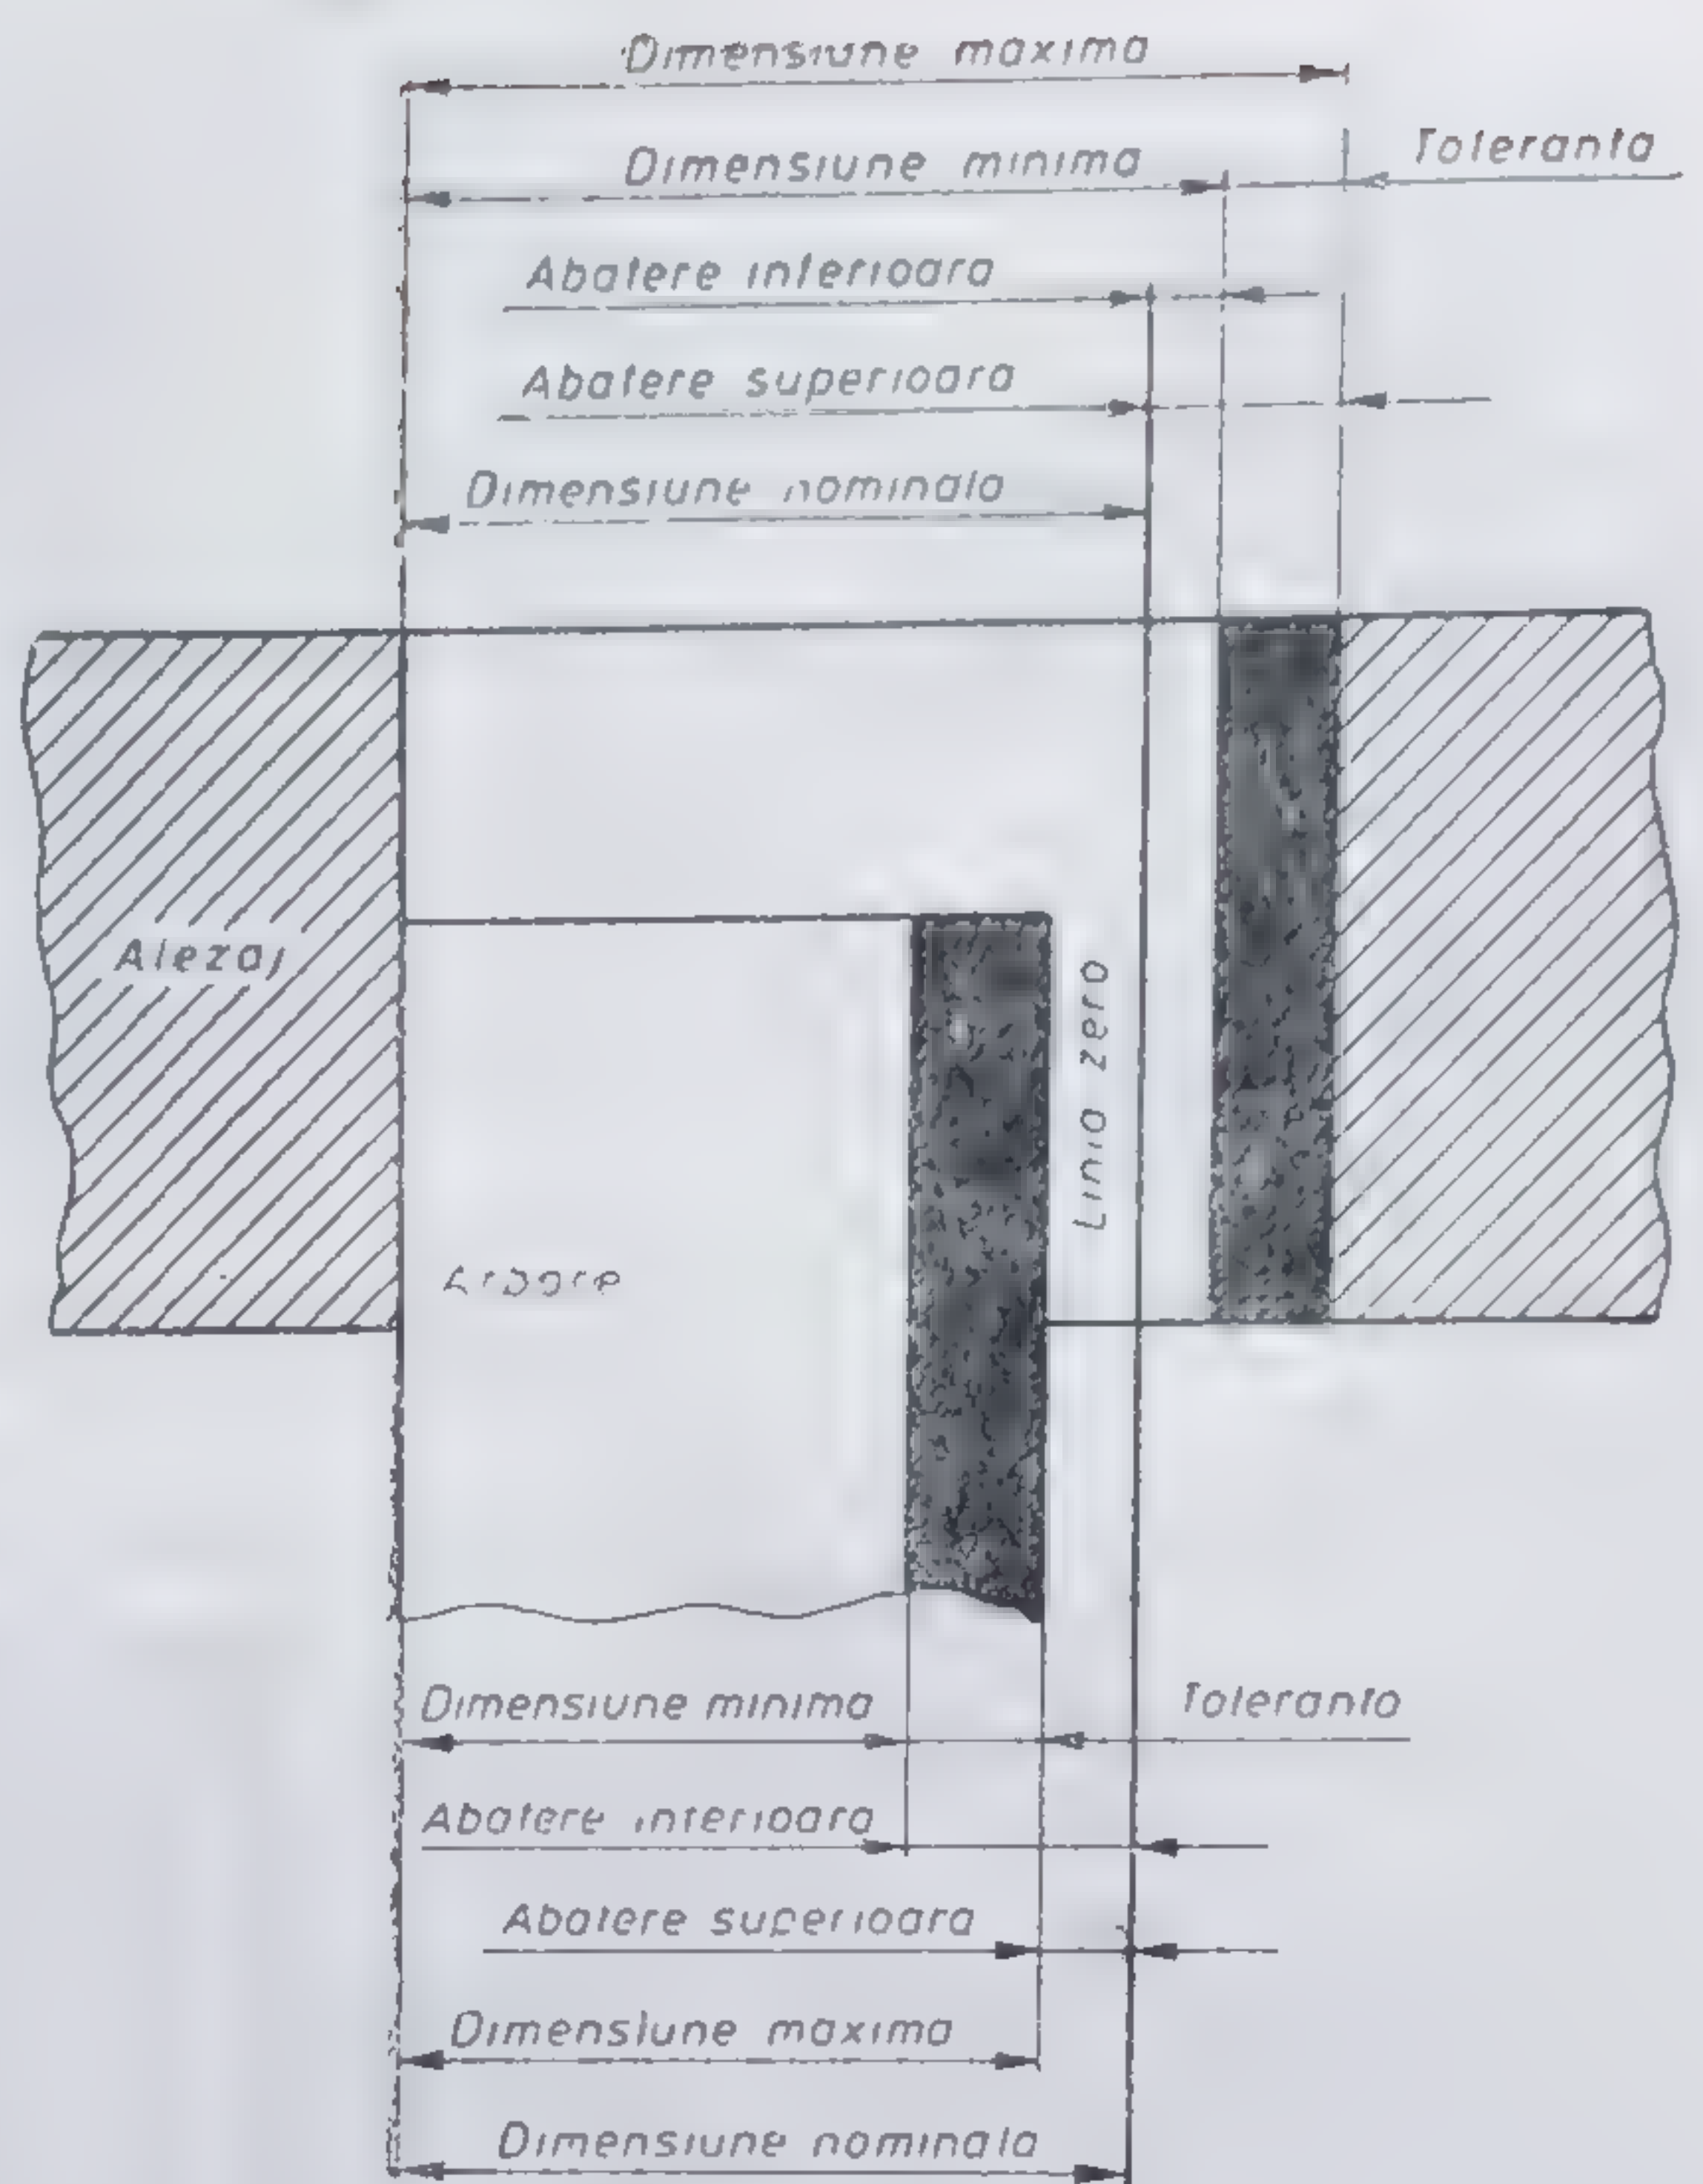 Dimensiune maxima
Dimensiune minima
Toleranta
Abatere inferioara
Abatere superioara
Dimensiune nominala
Alezaj
Linia zero
Arbore
Dimensiune minima
Toleranta
Abatere inferioara
Abatere superioara
Dimensiune maxima
Dimensiune nominala